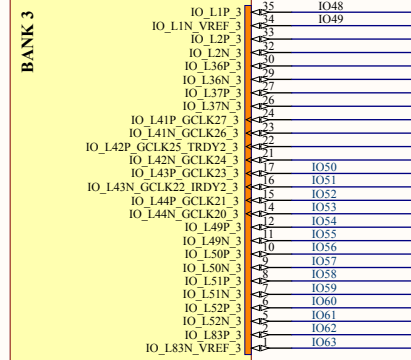 BANK 3
IO_L1P_3 35 IO48
IO_L1N_VREF_3 34 IO49
IO_L2P_3 33
IO_L2N_3 32
IO_L36P_3 30
IO_L36N_3 29
IO_L37P_3 27
IO_L37N_3 26
IO_L41P_GCLK27_3 24
IO_L41N_GCLK26_3 23
IO_L42P_GCLK25_TRDY2_3 22
IO_L42N_GCLK24_3 21
IO_L43P_GCLK23_3 17 IO50
IO_L43N_GCLK22_IRDY2_3 16 IO51
IO_L44P_GCLK21_3 15 IO52
IO_L44N_GCLK20_3 14 IO53
IO_L49P_3 12 IO54
IO_L49N_3 11 IO55
IO_L50P_3 10 IO56
IO_L50N_3 9 IO57
IO_L51P_3 8 IO58
IO_L51N_3 7 IO59
IO_L52P_3 6 IO60
IO_L52N_3 5 IO61
IO_L83P_3 2 IO62
IO_L83N_VREF_3 1 IO63